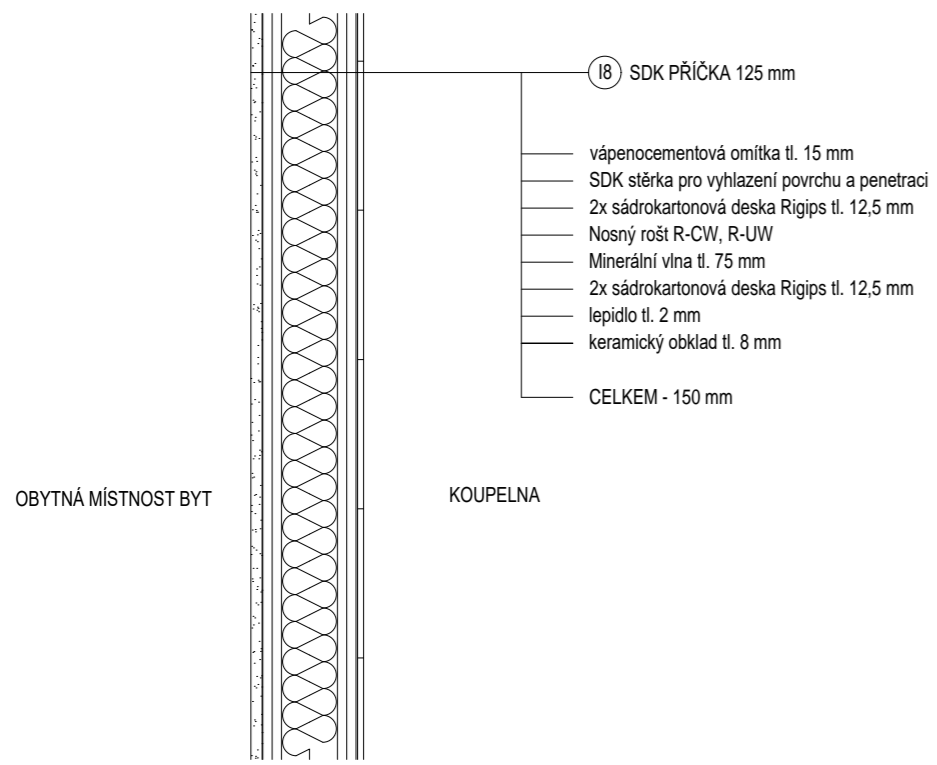 I8 SDK PŘÍČKA 125 mm
vápenocementová omítka tl. 15 mm
SDK stěrka pro vyhlazení povrchu a penetraci
2x sádrokartonová deska Rigips tl. 12,5 mm
Nosný rošt R-CW, R-UW
Minerální vlna tl. 75 mm
2x sádrokartonová deska Rigips tl. 12,5 mm
lepidlo tl. 2 mm
keramický obklad tl. 8 mm
CELKEM - 150 mm
OBYTNÁ MÍSTNOST BYT
KOUPELNA